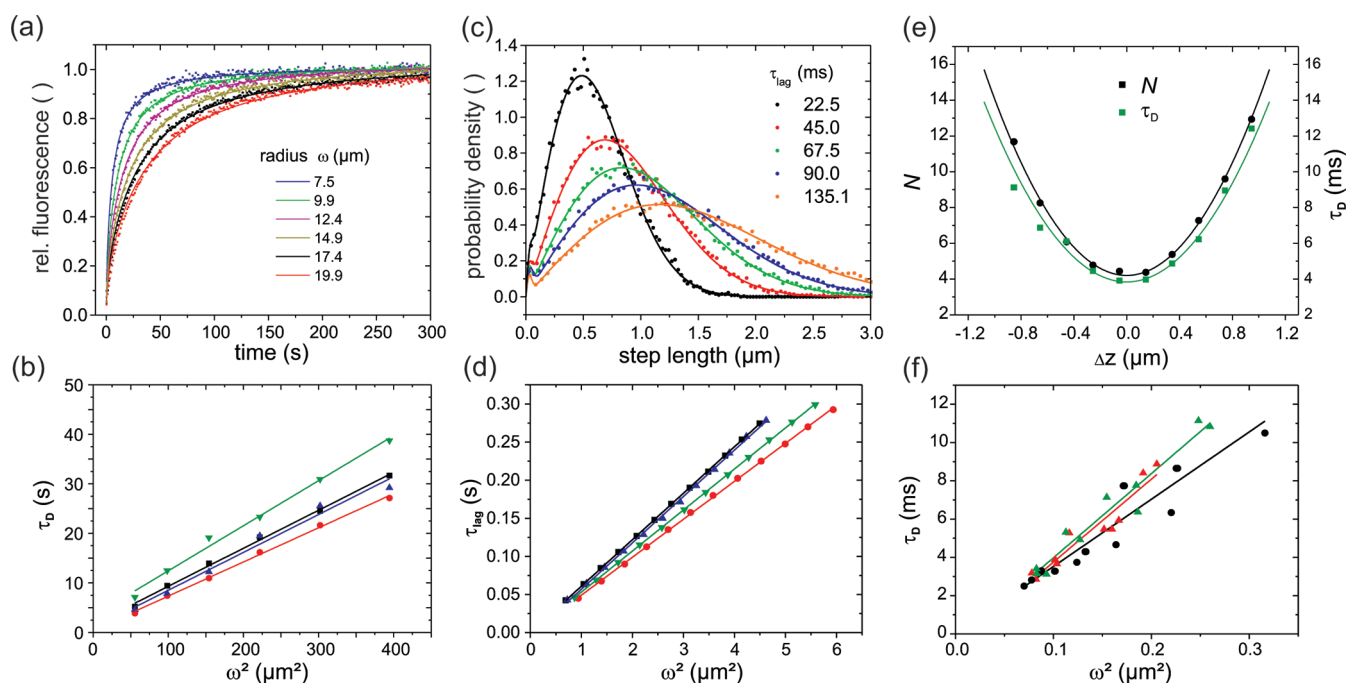 (a)
rel. fluorescence ( )
1.0
0.8
0.6
0.4
0.2
0.0
radius ω (µm)
7.5
9.9
12.4
14.9
17.4
19.9
0 50 100 150 200 250 300
time (s)
(c)
probability density ( )
1.4
1.2
1.0
0.8
0.6
0.4
0.2
0.0
τlag (ms)
22.5
45.0
67.5
90.0
135.1
0.0 0.5 1.0 1.5 2.0 2.5 3.0
step length (µm)
(e)
N
16
14
12
10
8
6
4
2
N
τD
16
14
12
10
8
6
4
2
τD (ms)
-1.2 -0.8 -0.4 0.0 0.4 0.8 1.2
Δz (µm)
(b)
τD (s)
50
40
30
20
10
0
0 50 100 150 200 250 300 350 400
ω² (µm²)
(d)
τlag (s)
0.30
0.25
0.20
0.15
0.10
0.05
0.00
0 1 2 3 4 5 6
ω² (µm²)
(f)
τD (ms)
12
10
8
6
4
2
0
0.0 0.1 0.2 0.3
ω² (µm²)